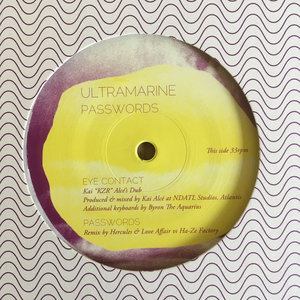 ULTRAMARINE
PASSWORDS
This side 33rpm
EYE CONTACT
Kai "KZR" Alcé's Dub
Produced & mixed by Kai Alcé at NDATL Studios, Atlanta
Additional keyboards by Byron The Aquarius
PASSWORDS
Remix by Hercules & Love Affair vs Ha-Ze Factory